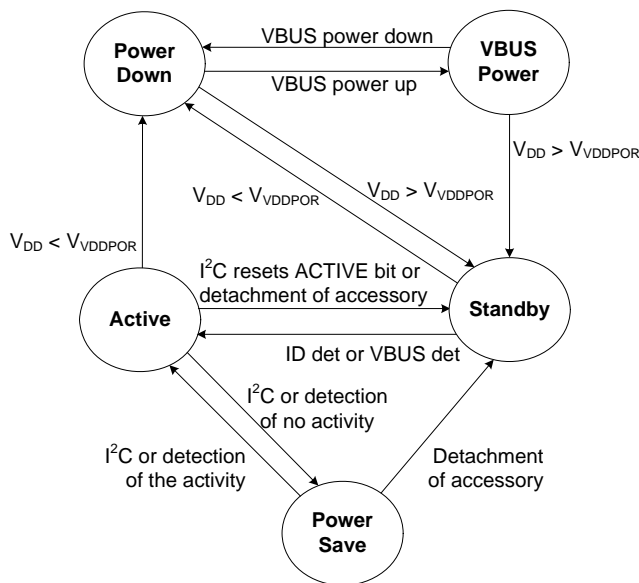 Power
Down
VBUS power down
VBUS power up
VBUS
Power
V_DD > V_VDDPOR
V_DD < V_VDDPOR
V_DD > V_VDDPOR
V_DD < V_VDDPOR
I²C resets ACTIVE bit or
detachment of accessory
Active
Standby
ID det or VBUS det
I²C or detection
of no activity
I²C or detection
of the activity
Detachment
of accessory
Power
Save